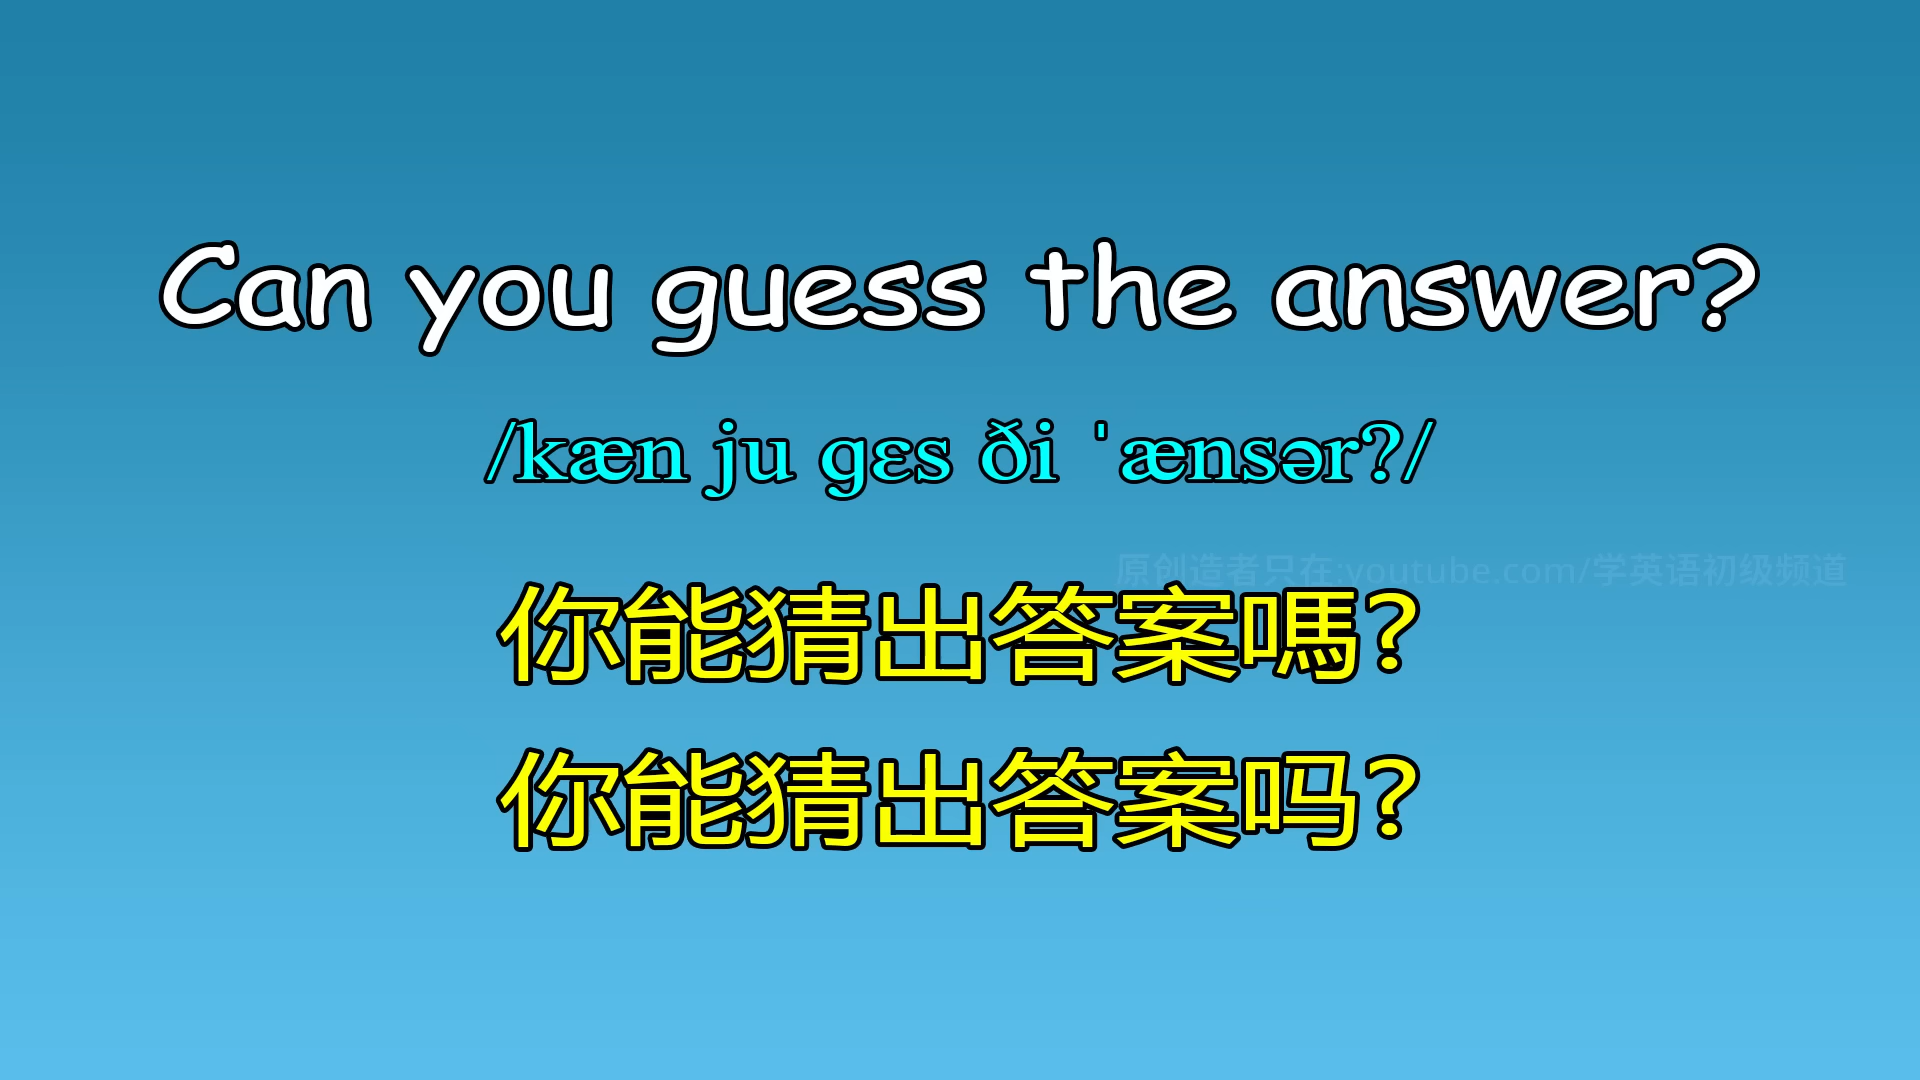 Can you guess the answer?
/kæn ju ɡɛs ði ˈænsər?/
原创造者只在:youtube.com/学英语初级频道
你能猜出答案嗎?
你能猜出答案吗?